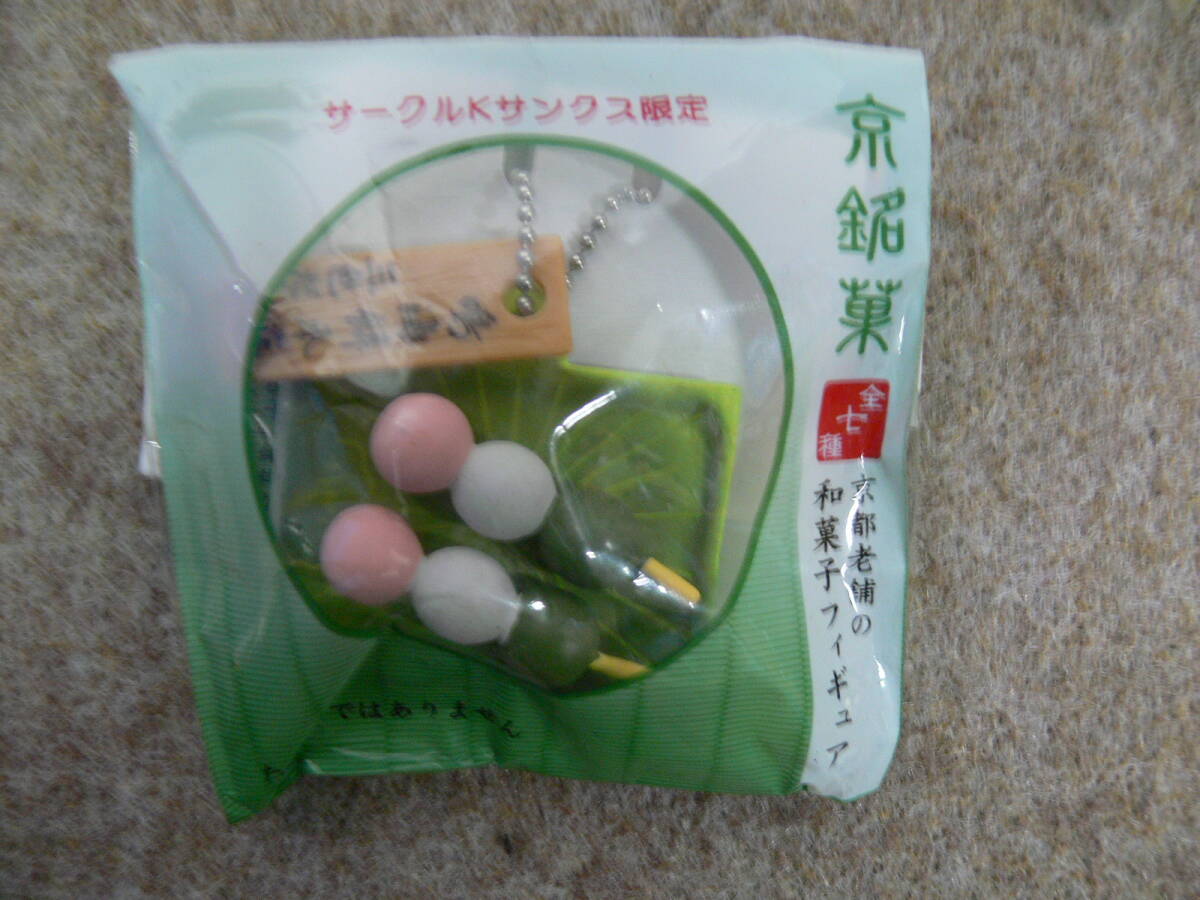 サークルKサンクス限定
京銘菓
全七種
京都老舗の
和菓子フィギュア
ではありません